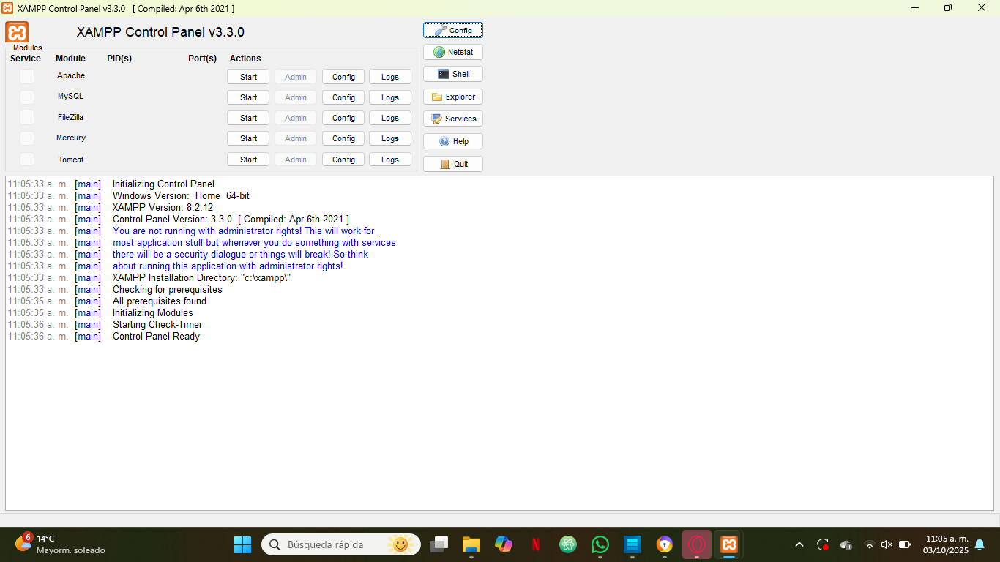 XAMPP Control Panel v3.3.0 [ Compiled: Apr 6th 2021 ]
XAMPP Control Panel v3.3.0
Config
Modules
Service Module PID(s) Port(s) Actions
Netstat
Apache Start Admin Config Logs
Shell
MySQL Start Admin Config Logs
Explorer
FileZilla Start Admin Config Logs
Services
Mercury Start Admin Config Logs
Help
Tomcat Start Admin Config Logs
Quit
11:05:33 a. m. [main] Initializing Control Panel
11:05:33 a. m. [main] Windows Version: Home 64-bit
11:05:33 a. m. [main] XAMPP Version: 8.2.12
11:05:33 a. m. [main] Control Panel Version: 3.3.0 [ Compiled: Apr 6th 2021 ]
11:05:33 a. m. [main] You are not running with administrator rights! This will work for
11:05:33 a. m. [main] most application stuff but whenever you do something with services
11:05:33 a. m. [main] there will be a security dialogue or things will break! So think
11:05:33 a. m. [main] about running this application with administrator rights!
11:05:33 a. m. [main] XAMPP Installation Directory: "c:\xampp\"
11:05:33 a. m. [main] Checking for prerequisites
11:05:35 a. m. [main] All prerequisites found
11:05:35 a. m. [main] Initializing Modules
11:05:36 a. m. [main] Starting Check-Timer
11:05:36 a. m. [main] Control Panel Ready
6
14°C
Mayorm. soleado
Búsqueda rápida
N
11:05 a. m.
03/10/2025